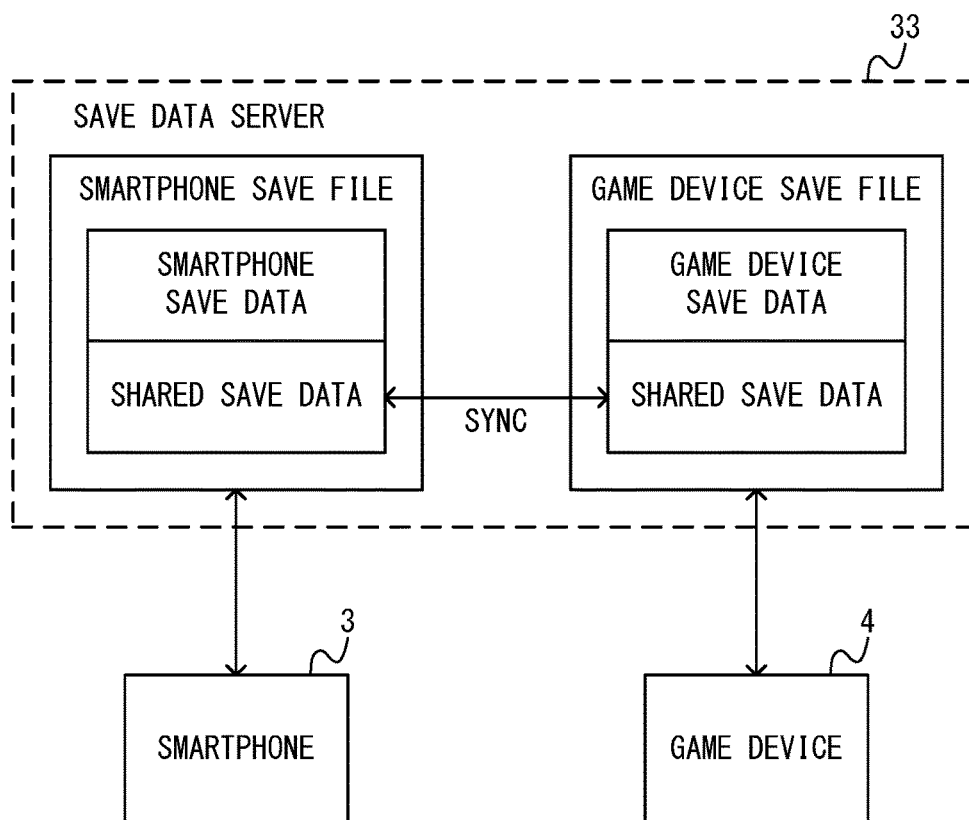 33
SAVE DATA SERVER
SMARTPHONE SAVE FILE
SMARTPHONE
SAVE DATA
SHARED SAVE DATA
GAME DEVICE SAVE FILE
GAME DEVICE
SAVE DATA
SHARED SAVE DATA
SYNC
3
SMARTPHONE
4
GAME DEVICE